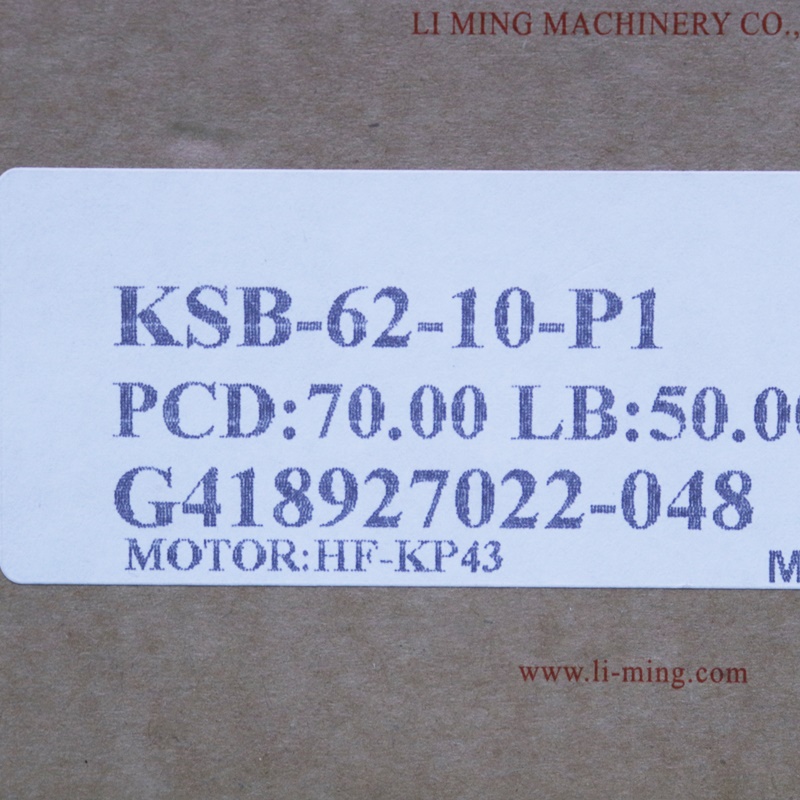 LI MING MACHINERY CO.,
KSB-62-10-P1
PCD:70.00 LB:50.00
G418927022-048
MOTOR:HF-KP43
M
www.li-ming.com